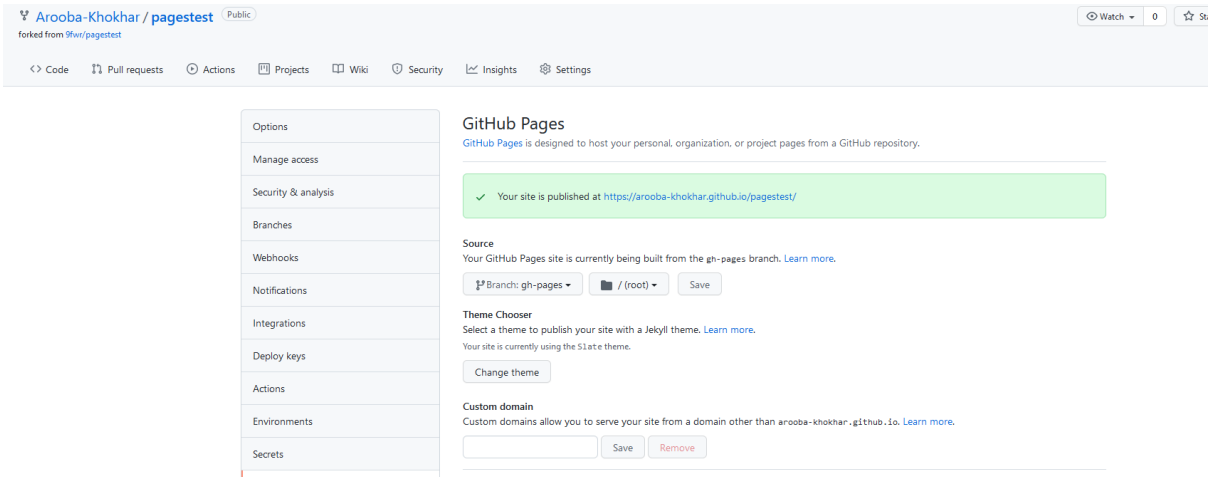 Arooba-Khokhar / pagestest Public Watch 0
forked from 9fwr/pagestest
Code Pull requests Actions Projects Wiki Security Insights Settings
Options
Manage access
Security & analysis
Branches
Webhooks
Notifications
Integrations
Deploy keys
Actions
Environments
Secrets
GitHub Pages
GitHub Pages is designed to host your personal, organization, or project pages from a GitHub repository.
Your site is published at https://arooba-khokhar.github.io/pagestest/
Source
Your GitHub Pages site is currently being built from the gh-pages branch. Learn more.
Branch: gh-pages / (root) Save
Theme Chooser
Select a theme to publish your site with a Jekyll theme. Learn more.
Your site is currently using the Slate theme.
Change theme
Custom domain
Custom domains allow you to serve your site from a domain other than arooba-khokhar.github.io. Learn more.
Save Remove